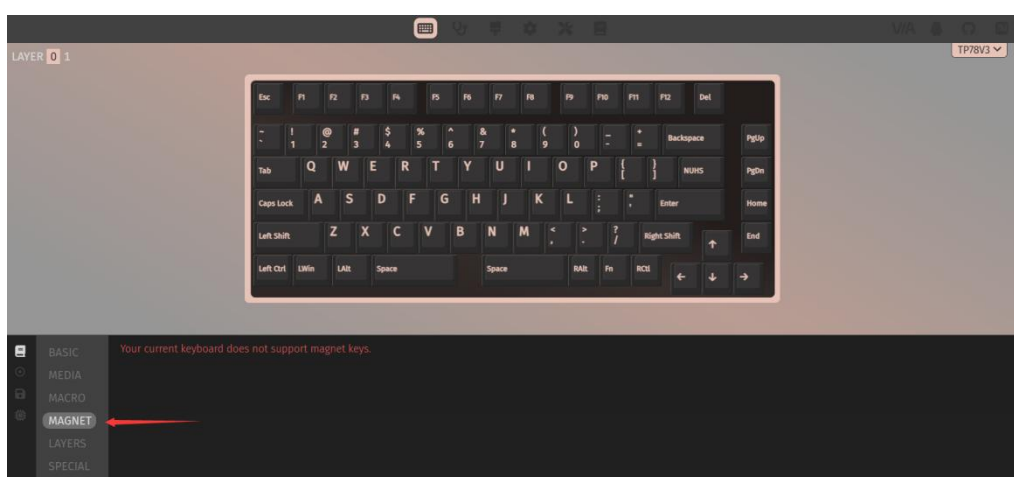 VIA
LAYER 0 1
TP78V3
Esc F1 F2 F3 F4 F5 F6 F7 F8 F9 F10 F11 F12 Del
~ ! @ # $ % ^ & * ( ) _ + Backspace PgUp
` 1 2 3 4 5 6 7 8 9 0 - =
Tab Q W E R T Y U I O P { } NUHS PgDn
[ ]
Caps Lock A S D F G H J K L : " Enter Home
; '
Left Shift Z X C V B N M < > ? Right Shift ↑ End
, . /
Left Ctrl LWin LAlt Space Space RAlt Fn RCtl ← ↓ →
BASIC
Your current keyboard does not support magnet keys.
MEDIA
MACRO
MAGNET
LAYERS
SPECIAL